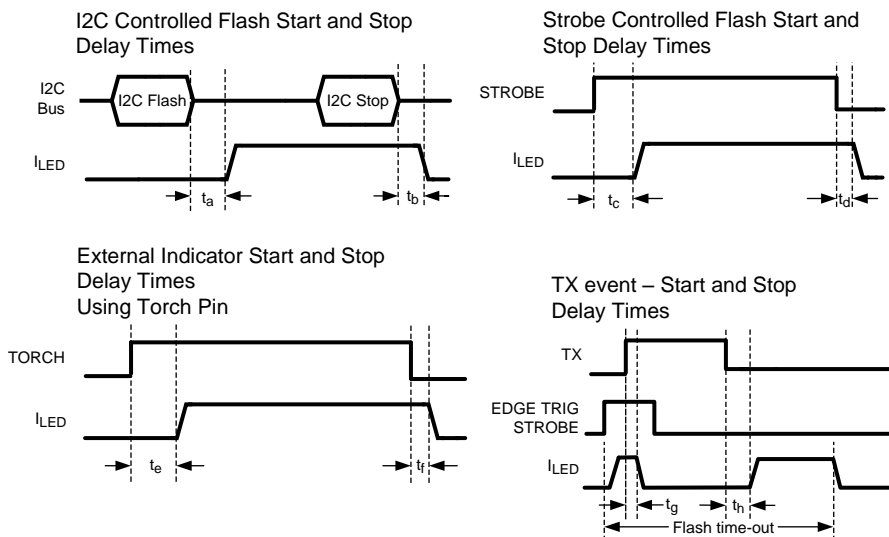 I2C Controlled Flash Start and Stop
Delay Times
I2C
Bus
I2C Flash
I2C Stop
ILED
ta
tb
Strobe Controlled Flash Start and
Stop Delay Times
STROBE
ILED
tc
td
External Indicator Start and Stop
Delay Times
Using Torch Pin
TORCH
ILED
te
tf
TX event – Start and Stop
Delay Times
TX
EDGE TRIG
STROBE
ILED
tg
th
Flash time-out